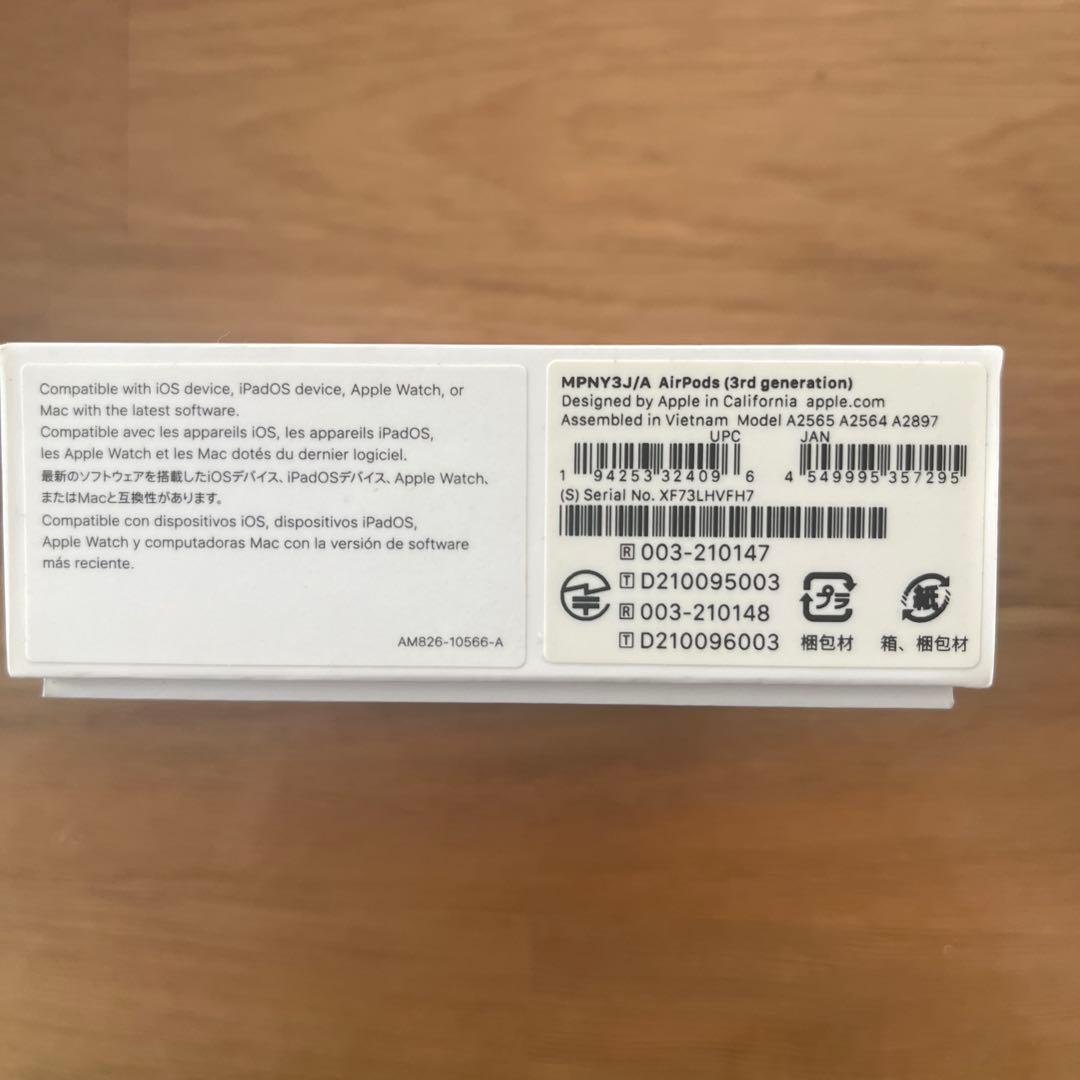 Compatible with iOS device, iPadOS device, Apple Watch, or
Mac with the latest software.
Compatible avec les appareils iOS, les appareils iPadOS,
les Apple Watch et les Mac dotés du dernier logiciel.
最新のソフトウェアを搭載したiOSデバイス、iPadOSデバイス、Apple Watch、
またはMacと互換性があります。
Compatible con dispositivos iOS, dispositivos iPadOS,
Apple Watch y computadoras Mac con la versión de software
más reciente.
AM826-10566-A
MPNY3J/A AirPods (3rd generation)
Designed by Apple in California apple.com
Assembled in Vietnam Model A2565 A2564 A2897
UPC JAN
1 94253 32409 6 4 549995 357295
(S) Serial No. XF73LHVFH7
R 003-210147
T D210095003
R 003-210148
T D210096003
プラ
梱包材
紙
箱、梱包材